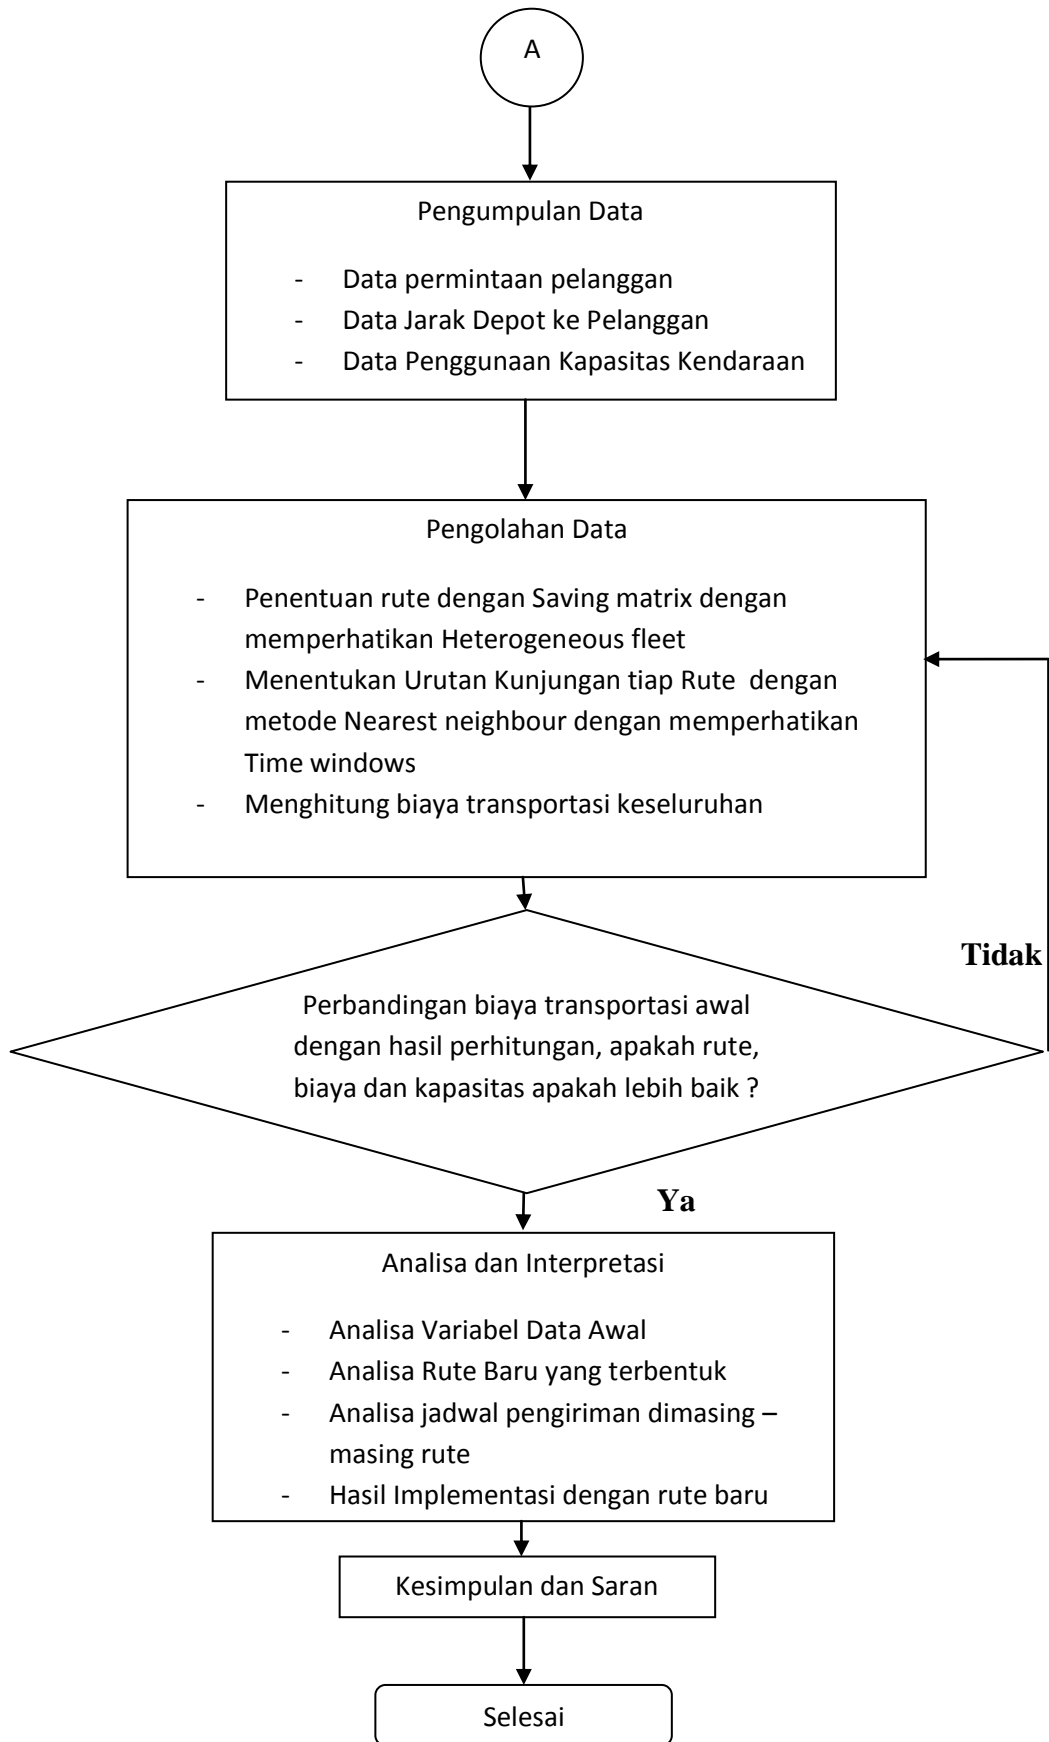 A
Pengumpulan Data
- Data permintaan pelanggan
- Data Jarak Depot ke Pelanggan
- Data Penggunaan Kapasitas Kendaraan
Pengolahan Data
- Penentuan rute dengan Saving matrix dengan
memperhatikan Heterogeneous fleet
- Menentukan Urutan Kunjungan tiap Rute dengan
metode Nearest neighbour dengan memperhatikan
Time windows
- Menghitung biaya transportasi keseluruhan
Tidak
Perbandingan biaya transportasi awal
dengan hasil perhitungan, apakah rute,
biaya dan kapasitas apakah lebih baik ?
Ya
Analisa dan Interpretasi
- Analisa Variabel Data Awal
- Analisa Rute Baru yang terbentuk
- Analisa jadwal pengiriman dimasing –
masing rute
- Hasil Implementasi dengan rute baru
Kesimpulan dan Saran
Selesai